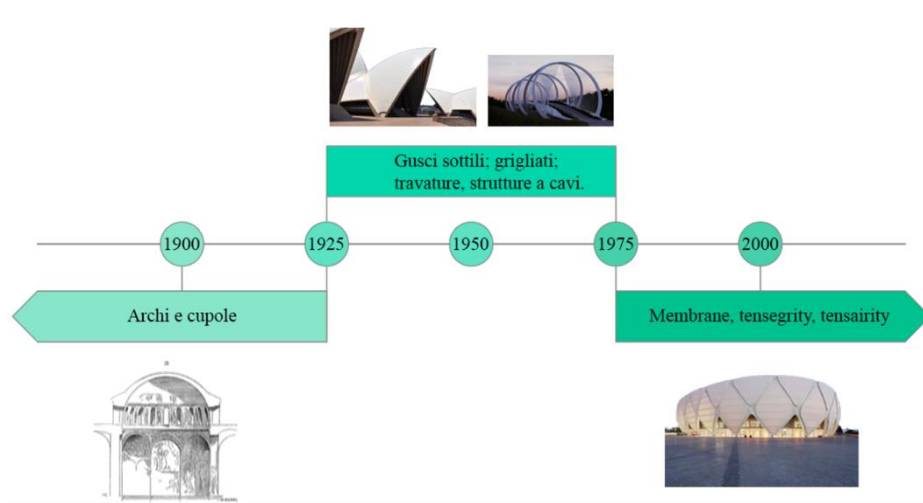 Gusci sottili; grigliati;
travature, strutture a cavi.
1900
1925
1950
1975
2000
Archi e cupole
Membrane, tensegrity, tensairity